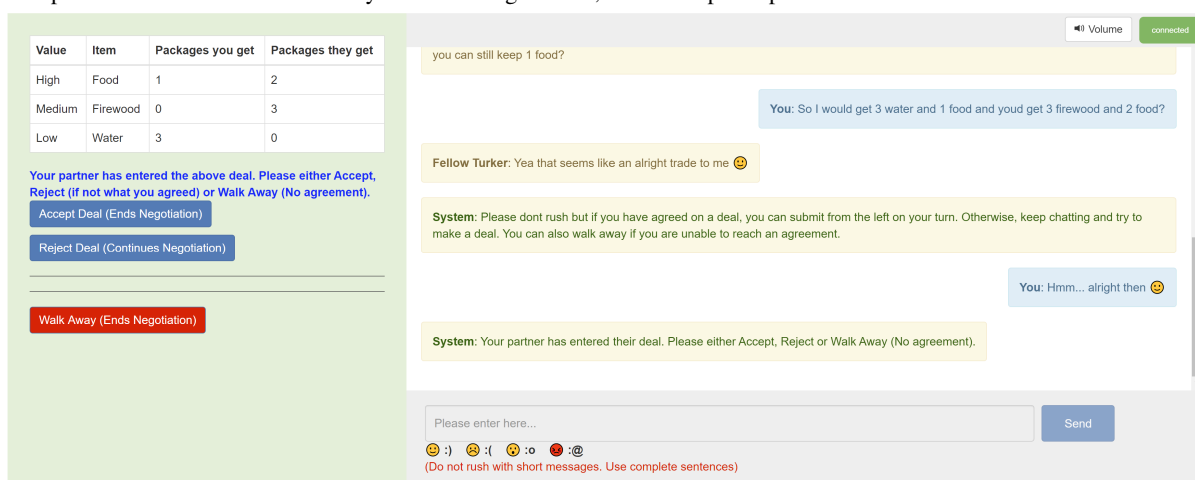 Volume
connected
Value Item Packages you get Packages they get
High Food 1 2
Medium Firewood 0 3
Low Water 3 0
Your partner has entered the above deal. Please either Accept,
Reject (if not what you agreed) or Walk Away (No agreement).
Accept Deal (Ends Negotiation)
Reject Deal (Continues Negotiation)
Walk Away (Ends Negotiation)
you can still keep 1 food?
You: So I would get 3 water and 1 food and youd get 3 firewood and 2 food?
Fellow Turker: Yea that seems like an alright trade to me 🙂
System: Please dont rush but if you have agreed on a deal, you can submit from the left on your turn. Otherwise, keep chatting and try to
make a deal. You can also walk away if you are unable to reach an agreement.
You: Hmm... alright then 🙂
System: Your partner has entered their deal. Please either Accept, Reject or Walk Away (No agreement).
Please enter here...
Send
🙂 :) ☹️ :( 😮 :o 😡 :@
(Do not rush with short messages. Use complete sentences)